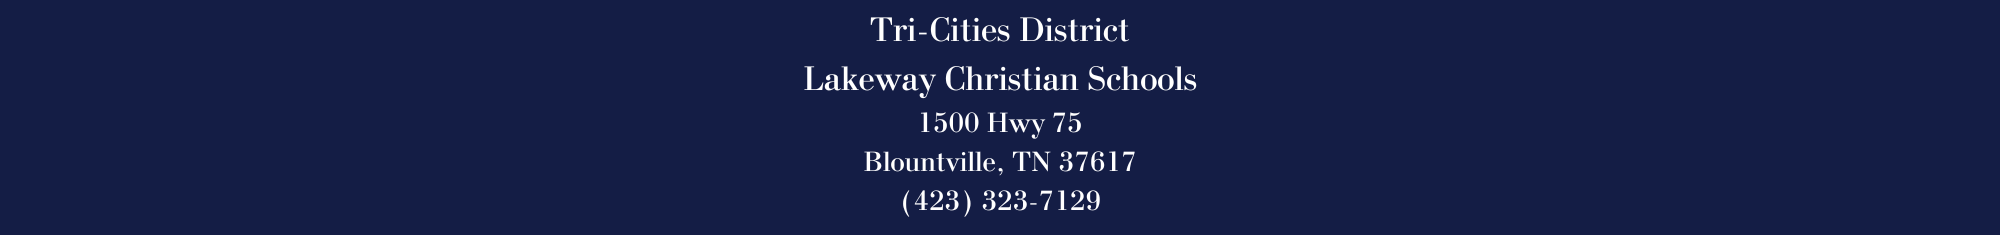 Tri-Cities District
Lakeway Christian Schools
1500 Hwy 75
Blountville, TN 37617
(423) 323-7129